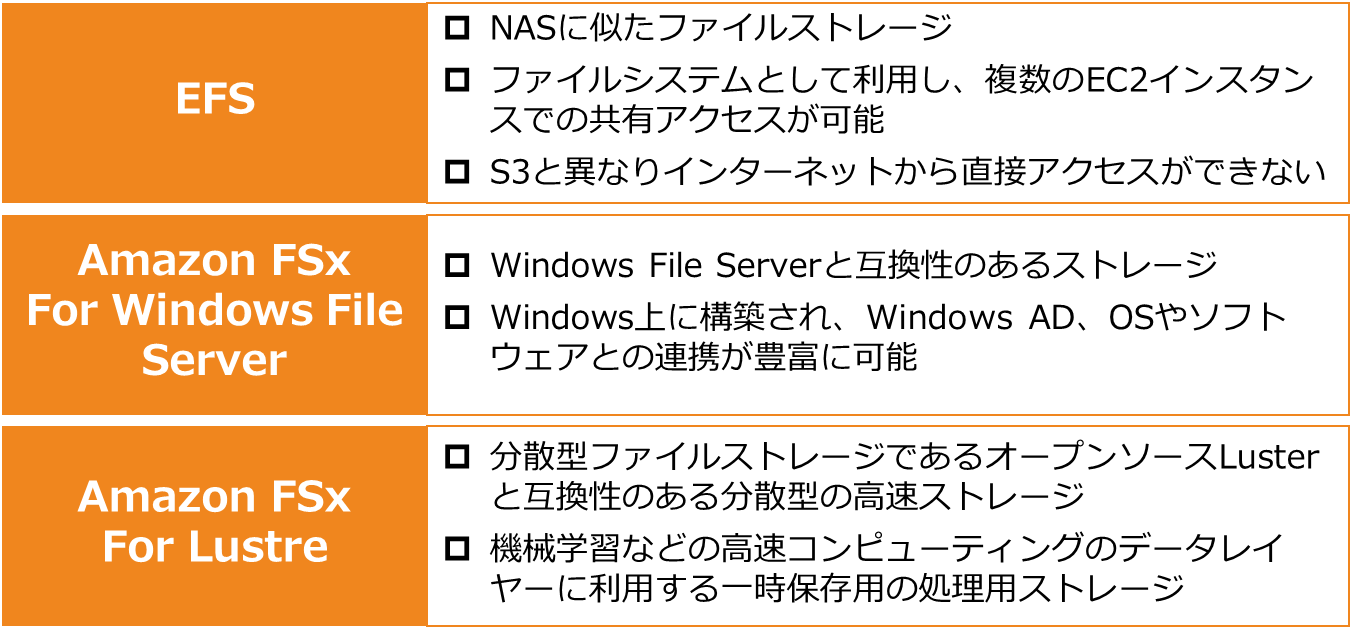 EFS
NASに似たファイルストレージ
ファイルシステムとして利用し、複数のEC2インスタン
スでの共有アクセスが可能
S3と異なりインターネットから直接アクセスができない
Amazon FSx
For Windows File
Server
Windows File Serverと互換性のあるストレージ
Windows上に構築され、Windows AD、OSやソフト
ウェアとの連携が豊富に可能
Amazon FSx
For Lustre
分散型ファイルストレージであるオープンソースLuster
と互換性のある分散型の高速ストレージ
機械学習などの高速コンピューティングのデータレイ
ヤーに利用する一時保存用の処理用ストレージ